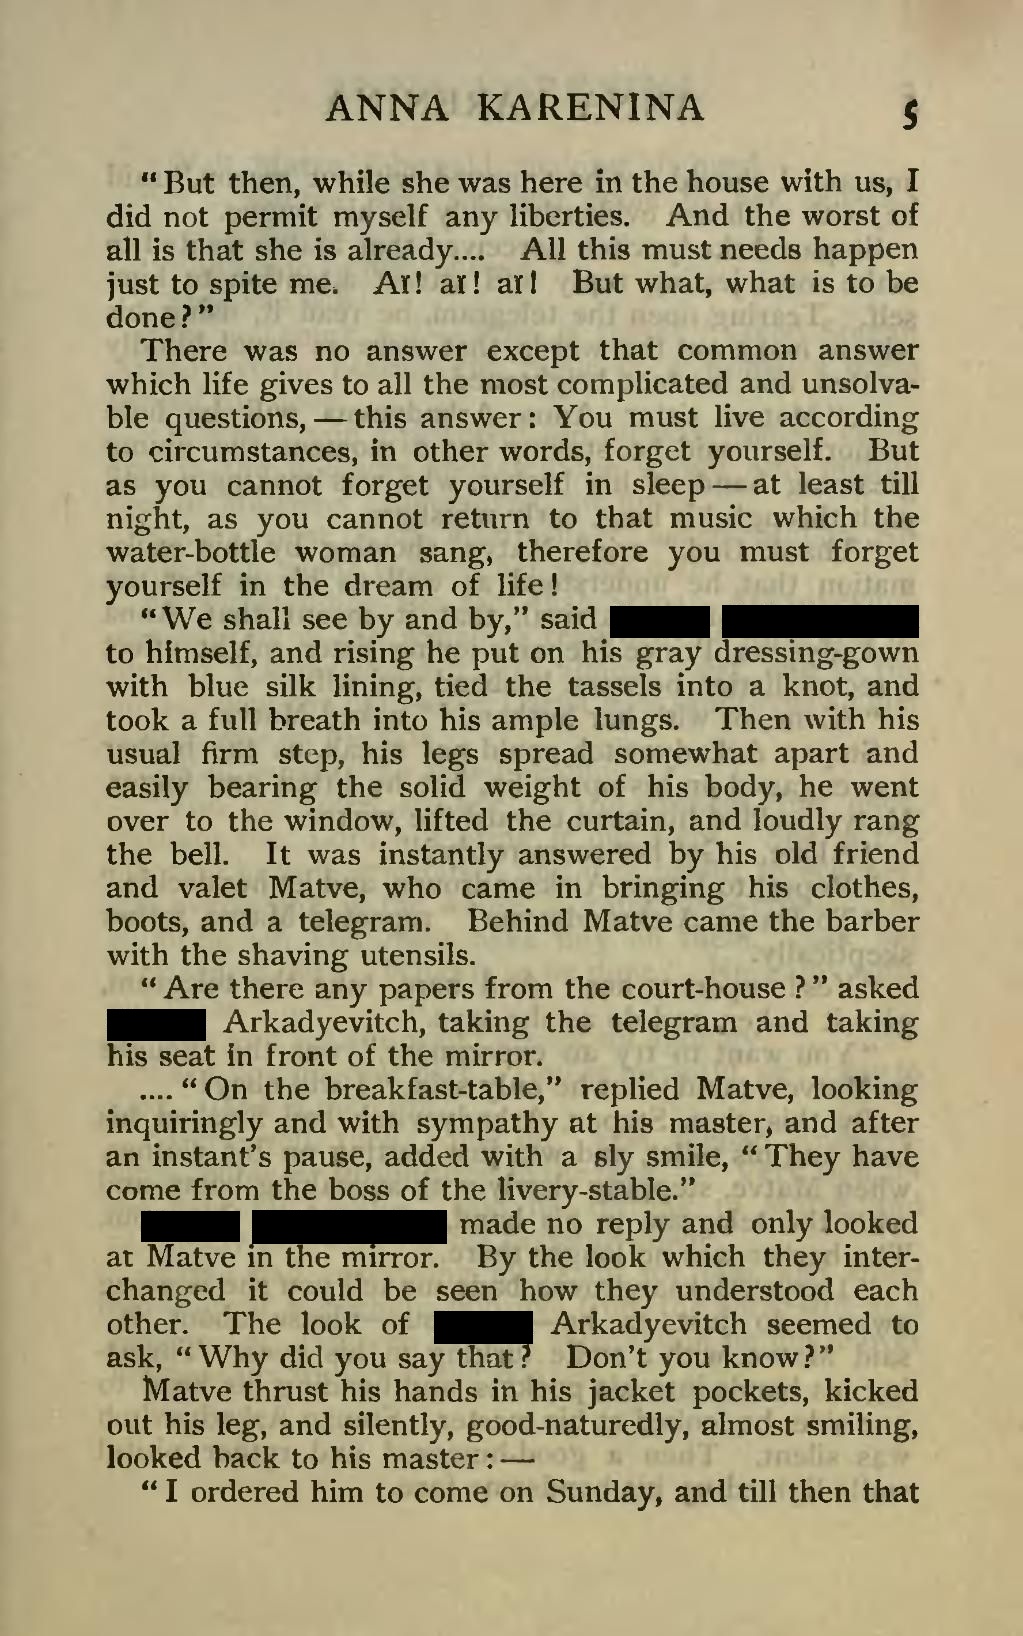 ANNA KARENINA 5
"But then, while she was here in the house with us, I
did not permit myself any liberties. And the worst of
all is that she is already.... All this must needs happen
just to spite me. Aï! aï! aï! But what, what is to be
done?"
There was no answer except that common answer
which life gives to all the most complicated and unsolva-
ble questions, — this answer: You must live according
to circumstances, in other words, forget yourself. But
as you cannot forget yourself in sleep — at least till
night, as you cannot return to that music which the
water-bottle woman sang, therefore you must forget
yourself in the dream of life!
"We shall see by and by," said
to himself, and rising he put on his gray dressing-gown
with blue silk lining, tied the tassels into a knot, and
took a full breath into his ample lungs. Then with his
usual firm step, his legs spread somewhat apart and
easily bearing the solid weight of his body, he went
over to the window, lifted the curtain, and loudly rang
the bell. It was instantly answered by his old friend
and valet Matve, who came in bringing his clothes,
boots, and a telegram. Behind Matve came the barber
with the shaving utensils.
"Are there any papers from the court-house?" asked
Arkadyevitch, taking the telegram and taking
his seat in front of the mirror.
.... "On the breakfast-table," replied Matve, looking
inquiringly and with sympathy at his master, and after
an instant's pause, added with a sly smile, "They have
come from the boss of the livery-stable."
made no reply and only looked
at Matve in the mirror. By the look which they inter-
changed it could be seen how they understood each
other. The look of Arkadyevitch seemed to
ask, "Why did you say that? Don't you know?"
Matve thrust his hands in his jacket pockets, kicked
out his leg, and silently, good-naturedly, almost smiling,
looked back to his master: —
"I ordered him to come on Sunday, and till then that